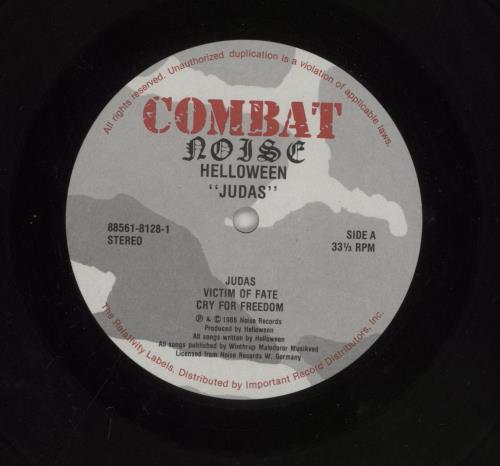 All rights reserved. Unauthorized duplication is a violation of applicable laws.
COMBAT
NOISE
HELLOWEEN
"JUDAS"
88561-8128-1
STEREO
SIDE A
33⅓ RPM
JUDAS
VICTIM OF FATE
CRY FOR FREEDOM
℗ & © 1986 Noise Records
Produced by Helloween
All songs written by Helloween
All songs published by Winthrop Malodoror Musikved
Licensed from Noise Records W. Germany
The Relativity Labels, Distributed by Important Record Distributors, Inc.